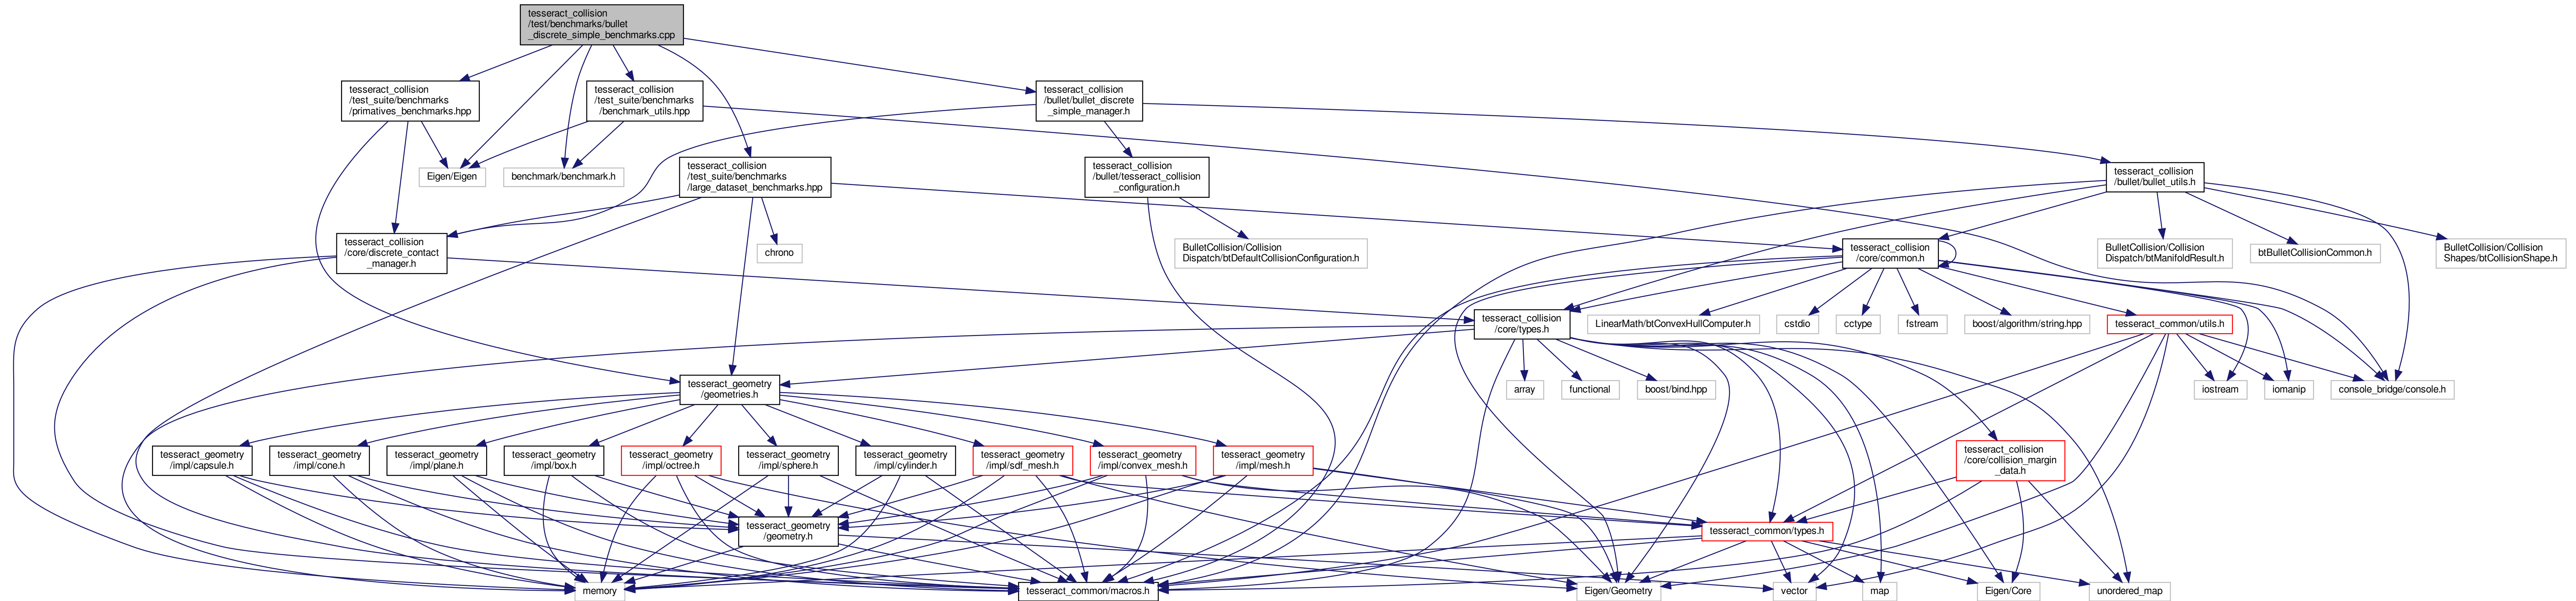 tesseract_collision
/test/benchmarks/bullet
_discrete_simple_benchmarks.cpp
tesseract_collision
/test_suite/benchmarks
/primatives_benchmarks.hpp
tesseract_collision
/test_suite/benchmarks
/benchmark_utils.hpp
tesseract_collision
/bullet/bullet_discrete
_simple_manager.h
Eigen/Eigen
benchmark/benchmark.h
tesseract_collision
/test_suite/benchmarks
/large_dataset_benchmarks.hpp
tesseract_collision
/bullet/tesseract_collision
_configuration.h
tesseract_collision
/bullet/bullet_utils.h
tesseract_collision
/core/discrete_contact
_manager.h
chrono
BulletCollision/Collision
Dispatch/btDefaultCollisionConfiguration.h
tesseract_collision
/core/common.h
BulletCollision/Collision
Dispatch/btManifoldResult.h
btBulletCollisionCommon.h
BulletCollision/Collision
Shapes/btCollisionShape.h
tesseract_collision
/core/types.h
LinearMath/btConvexHullComputer.h
cstdio
cctype
fstream
boost/algorithm/string.hpp
tesseract_common/utils.h
tesseract_geometry
/geometries.h
array
functional
boost/bind.hpp
iostream
iomanip
console_bridge/console.h
tesseract_geometry
/impl/capsule.h
tesseract_geometry
/impl/cone.h
tesseract_geometry
/impl/plane.h
tesseract_geometry
/impl/box.h
tesseract_geometry
/impl/octree.h
tesseract_geometry
/impl/sphere.h
tesseract_geometry
/impl/cylinder.h
tesseract_geometry
/impl/sdf_mesh.h
tesseract_geometry
/impl/convex_mesh.h
tesseract_geometry
/impl/mesh.h
tesseract_collision
/core/collision_margin
_data.h
tesseract_geometry
/geometry.h
tesseract_common/types.h
memory
tesseract_common/macros.h
Eigen/Geometry
vector
map
Eigen/Core
unordered_map